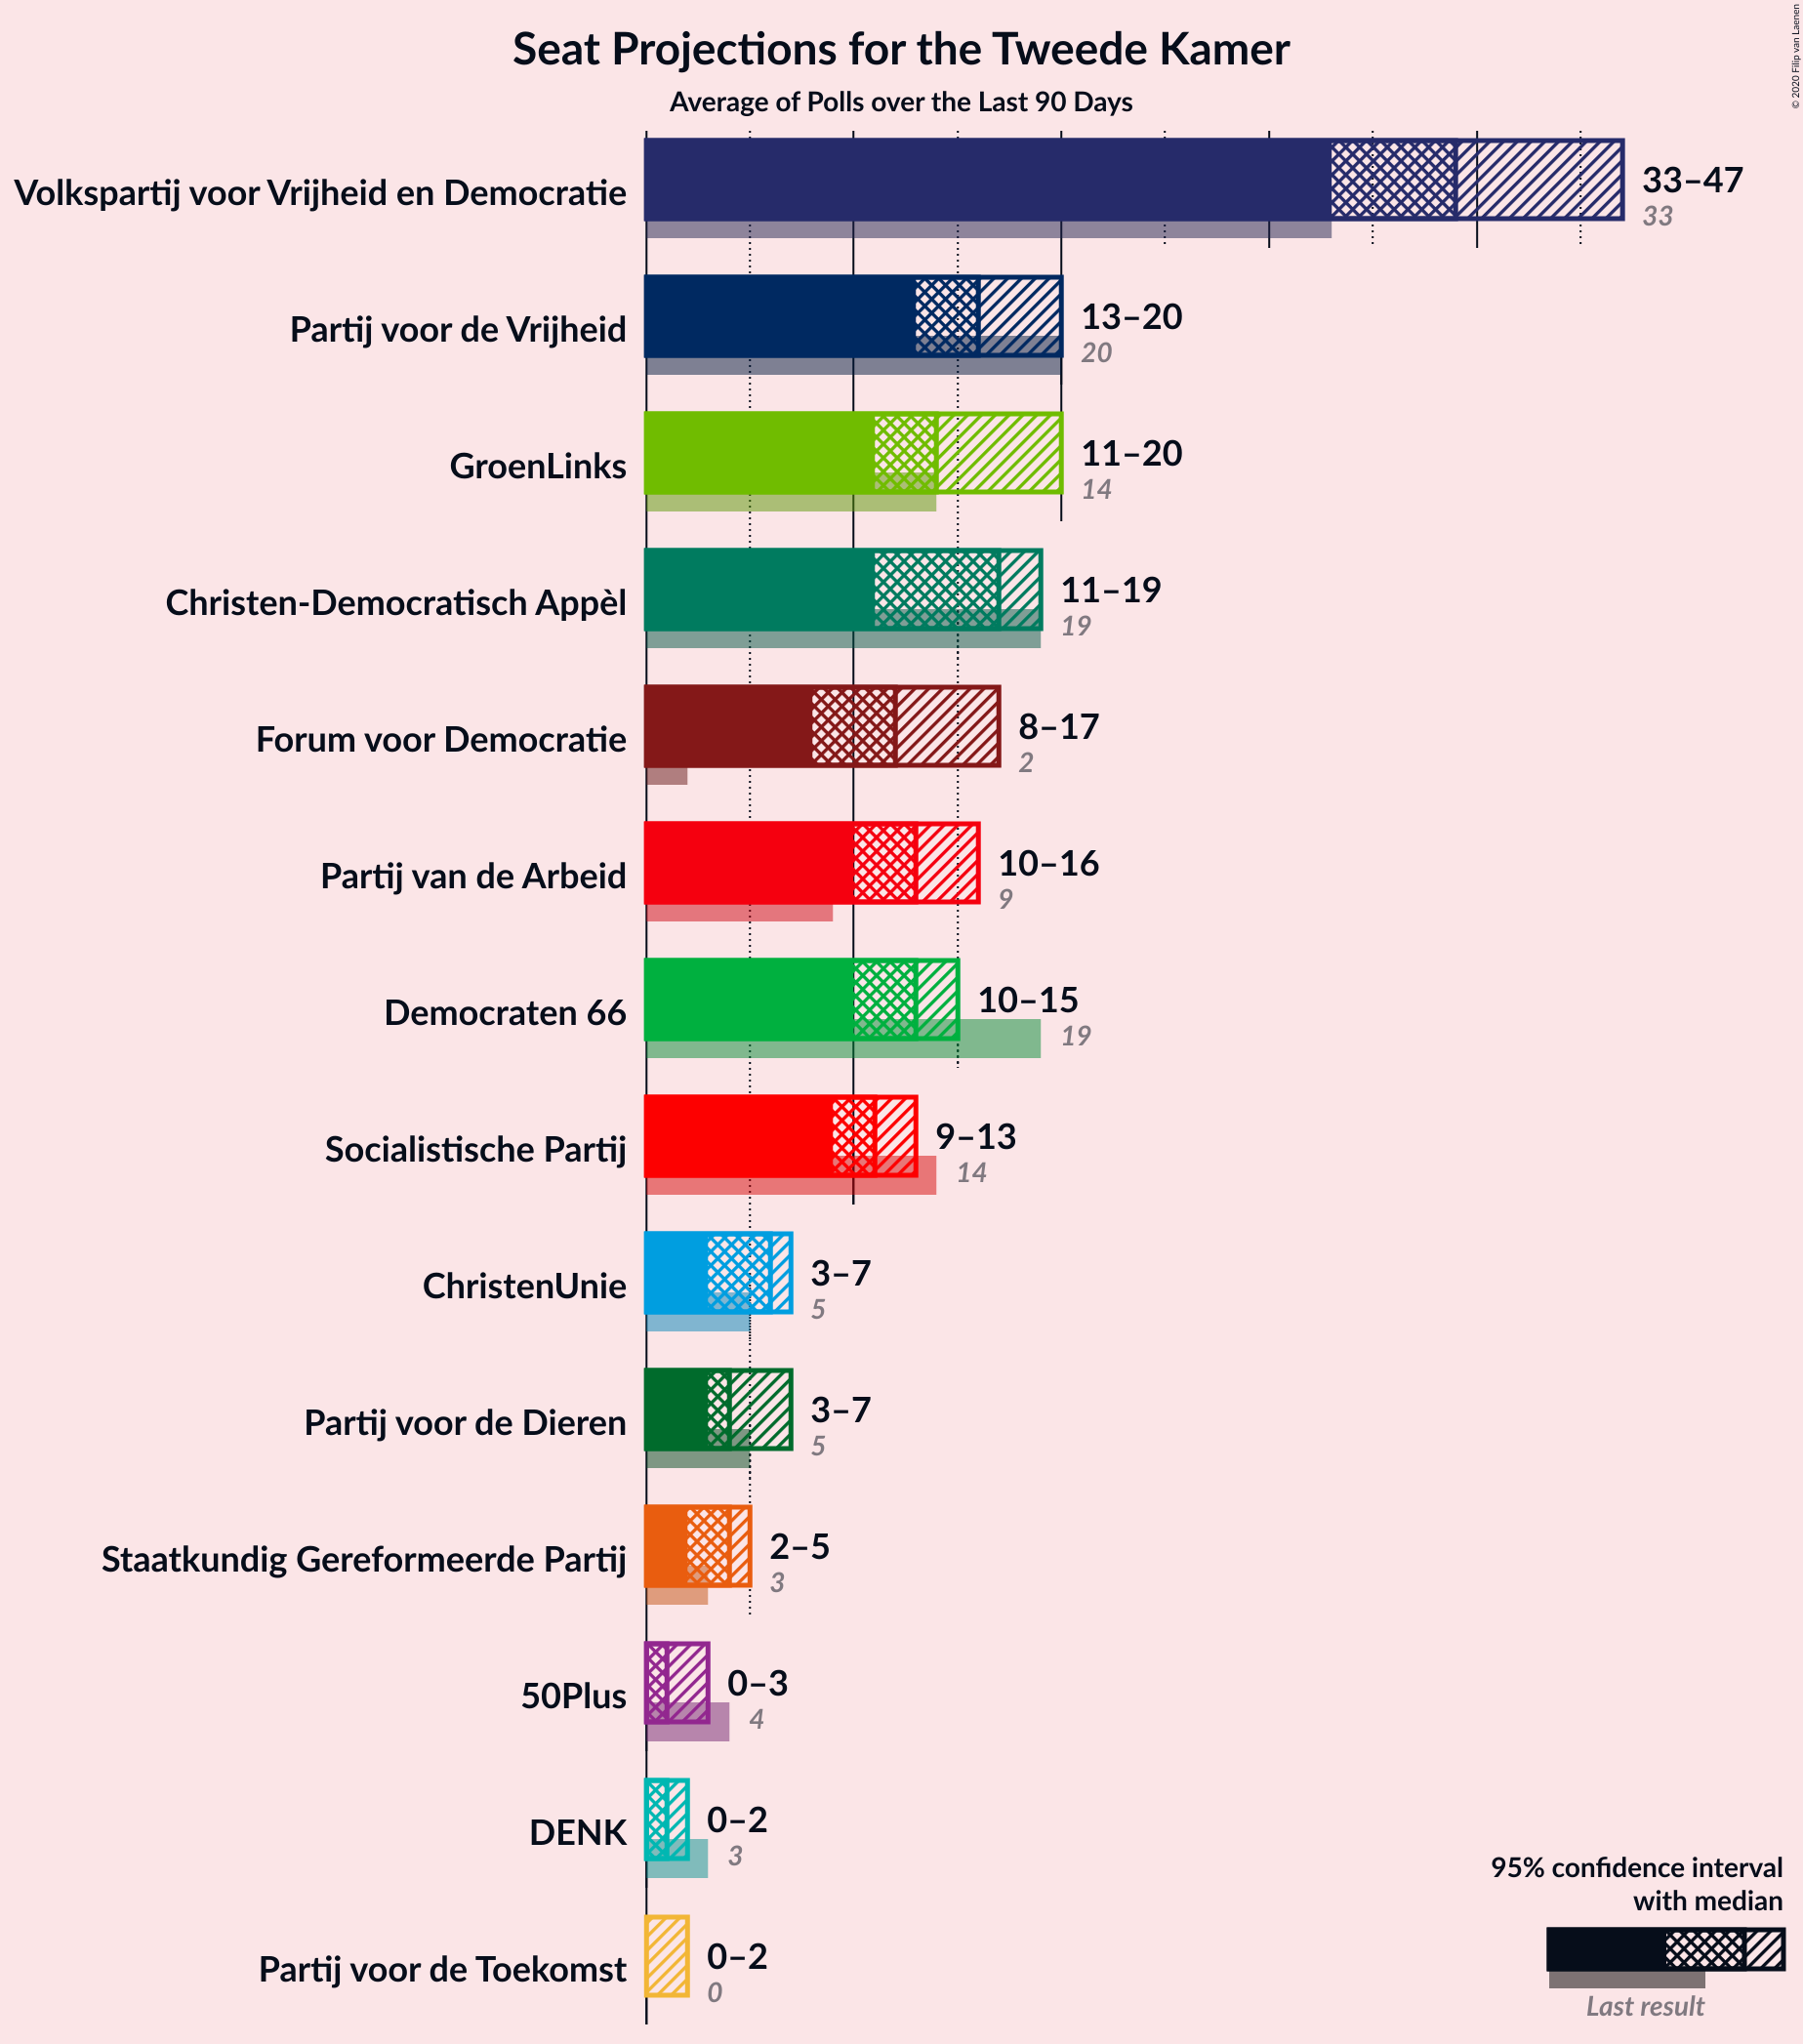 Seat Projections for the Tweede Kamer
Average of Polls over the Last 90 Days
© 2020 Filip van Laenen
Volkspartij voor Vrijheid en Democratie
33–47
33
Partij voor de Vrijheid
13–20
20
GroenLinks
11–20
14
Christen-Democratisch Appèl
11–19
19
Forum voor Democratie
8–17
2
Partij van de Arbeid
10–16
9
Democraten 66
10–15
19
Socialistische Partij
9–13
14
ChristenUnie
3–7
5
Partij voor de Dieren
3–7
5
Staatkundig Gereformeerde Partij
2–5
3
50Plus
0–3
4
DENK
0–2
3
Partij voor de Toekomst
0–2
0
95% confidence interval
with median
Last result